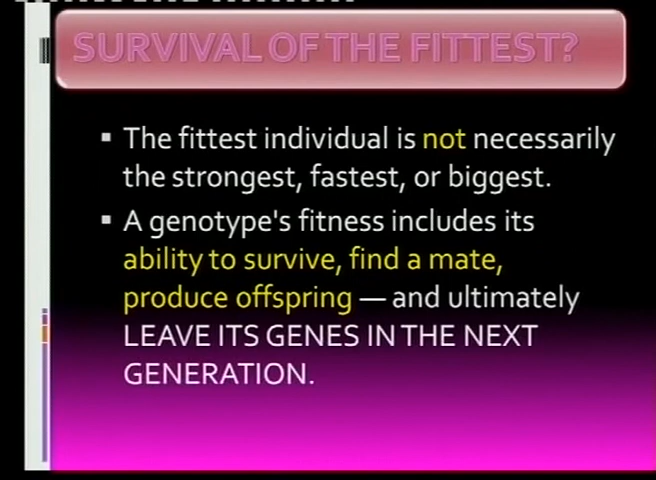 SURVIVAL OF THE FITTEST?
▪ The fittest individual is not necessarily
the strongest, fastest, or biggest.
▪ A genotype's fitness includes its
ability to survive, find a mate,
produce offspring — and ultimately
LEAVE ITS GENES IN THE NEXT
GENERATION.